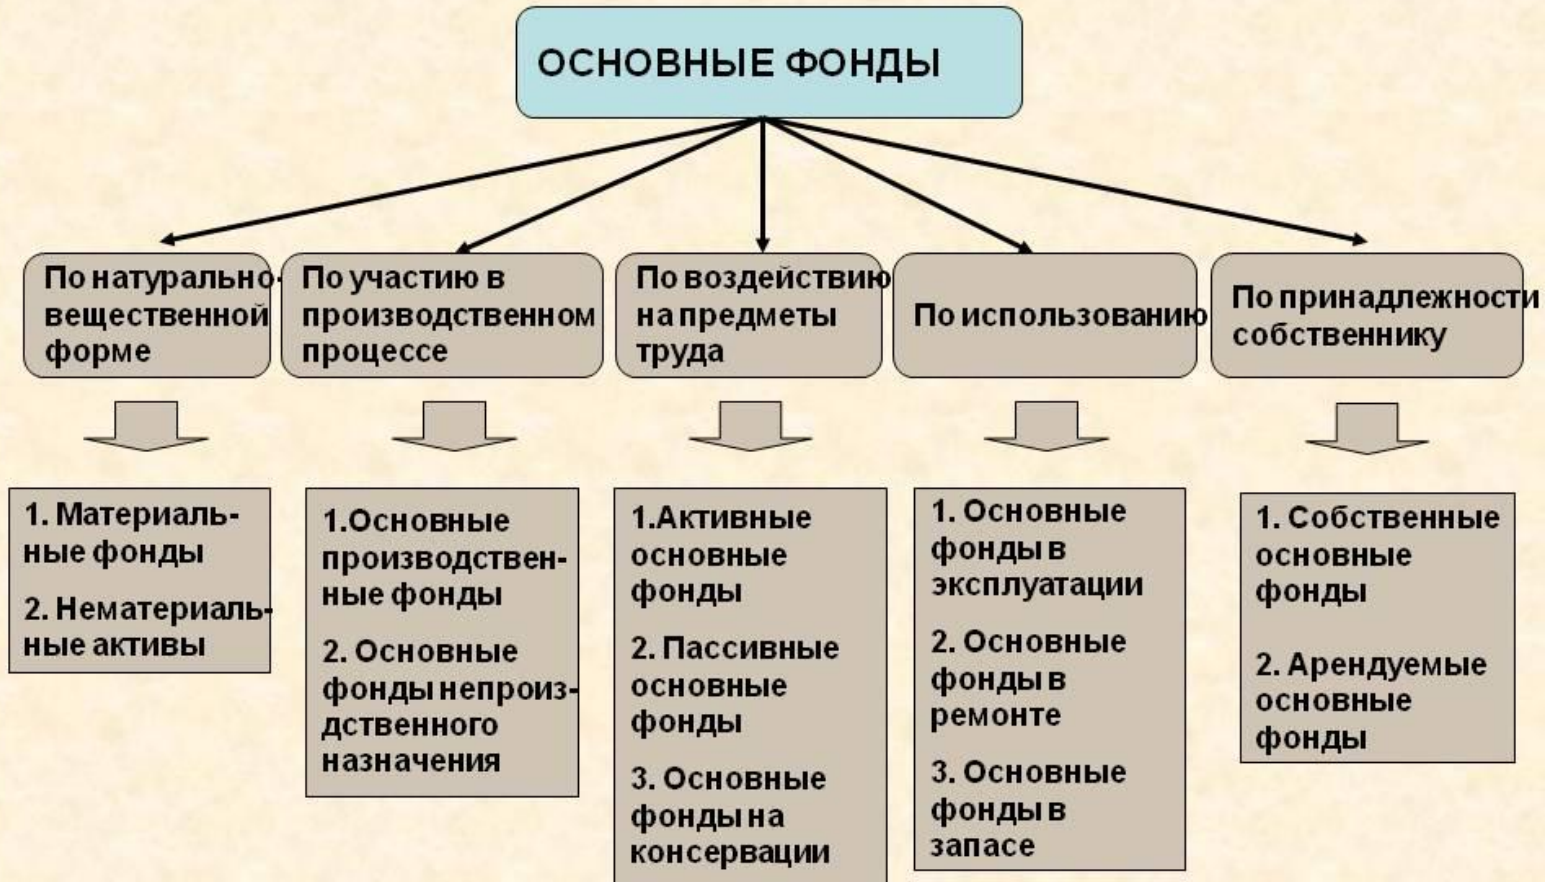 ОСНОВНЫЕ ФОНДЫ
По натурально-
вещественной
форме
По участию в
производственном
процессе
По воздействию
на предметы
труда
По использованию
По принадлежности
собственнику
1. Материаль-
ные фонды
2. Нематериаль-
ные активы
1.Основные
производствен-
ные фонды
2. Основные
фонды непроиз-
дственного
назначения
1.Активные
основные
фонды
2. Пассивные
основные
фонды
3. Основные
фонды на
консервации
1. Основные
фонды в
эксплуатации
2. Основные
фонды в
ремонте
3. Основные
фонды в
запасе
1. Собственные
основные
фонды
2. Арендуемые
основные
фонды